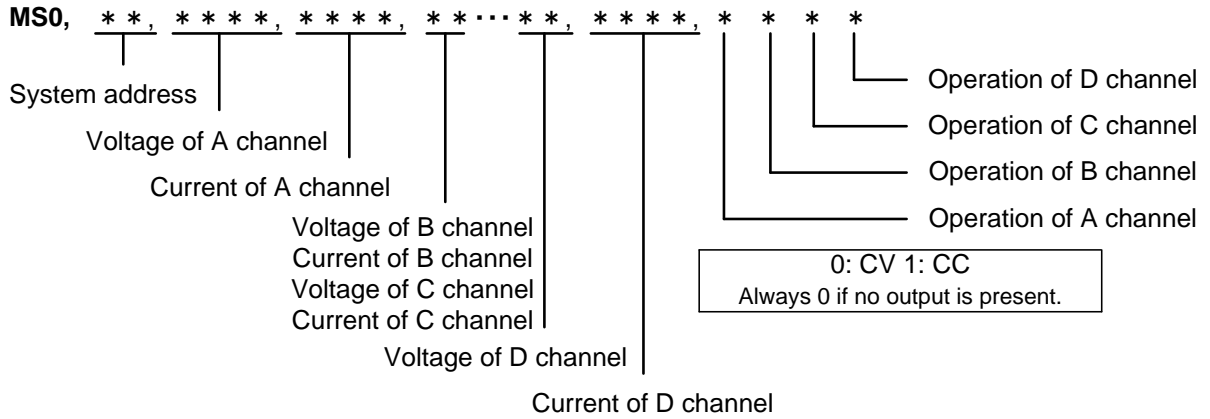 MS0, **, ****, ****, ** ··· **, ****, * * * *
System address
Voltage of A channel
Current of A channel
Voltage of B channel
Current of B channel
Voltage of C channel
Current of C channel
Voltage of D channel
Current of D channel
Operation of D channel
Operation of C channel
Operation of B channel
Operation of A channel
0: CV 1: CC
Always 0 if no output is present.